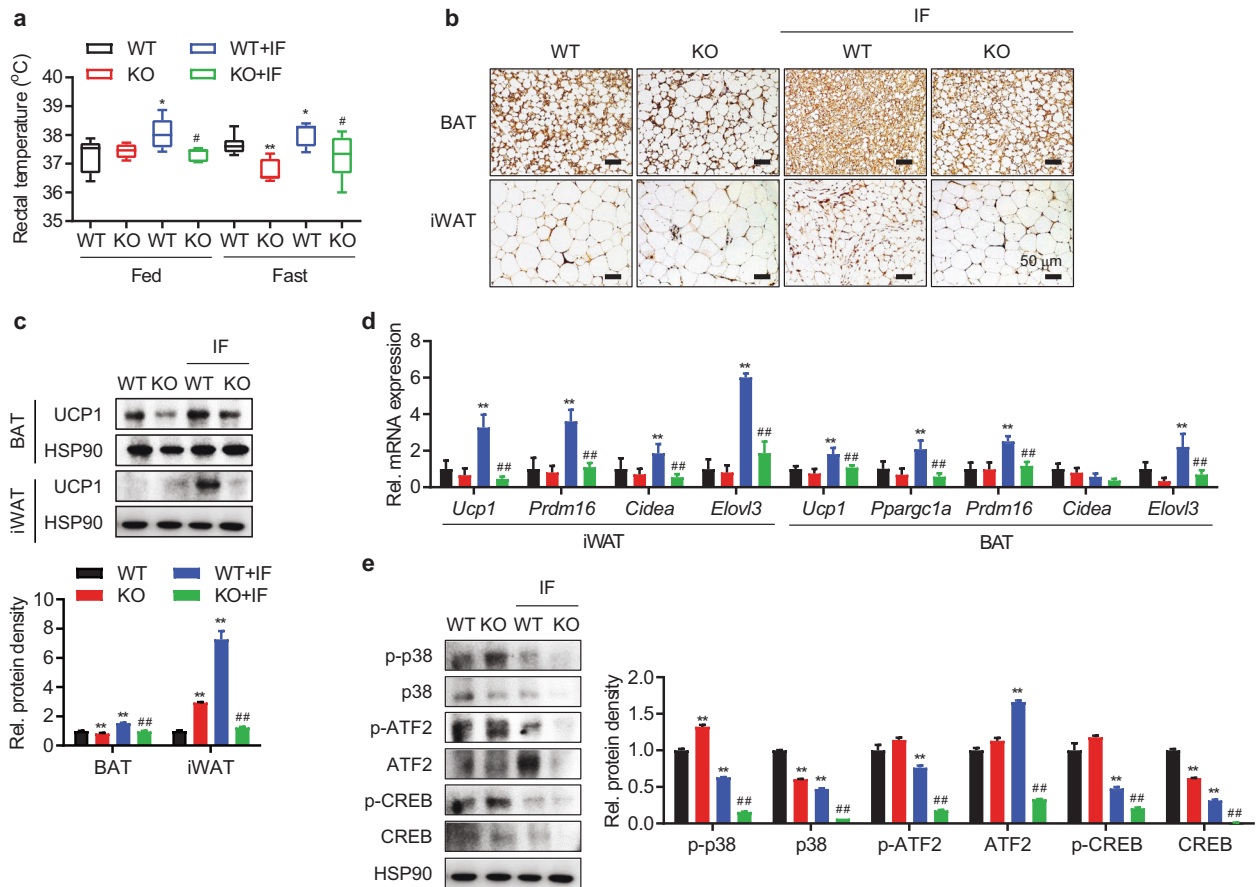 a
WT
WT+IF
KO
KO+IF
Rectal temperature (°C)
40
39
38
37
36
35
*
#
**
*
#
WT KO WT KO WT KO WT KO
Fed
Fast
b
IF
WT
KO
WT
KO
BAT
iWAT
50 µm
c
IF
WT KO WT KO
BAT
UCP1
HSP90
iWAT
UCP1
HSP90
WT
WT+IF
KO
KO+IF
Rel. protein density
10
8
6
4
2
0
** ** ##
** ** ##
BAT
iWAT
d
Rel. mRNA expression
8
6
4
2
0
** ##
** ##
** ##
** ##
** ##
** ##
** ##
** ##
Ucp1 Prdm16 Cidea Elovl3 Ucp1 Ppargc1a Prdm16 Cidea Elovl3
iWAT
BAT
e
IF
WT KO WT KO
p-p38
p38
p-ATF2
ATF2
p-CREB
CREB
HSP90
Rel. protein density
2.0
1.5
1.0
0.5
0.0
** ** ##
** ** ##
** ##
** ##
** ##
** ** ##
p-p38 p38 p-ATF2 ATF2 p-CREB CREB